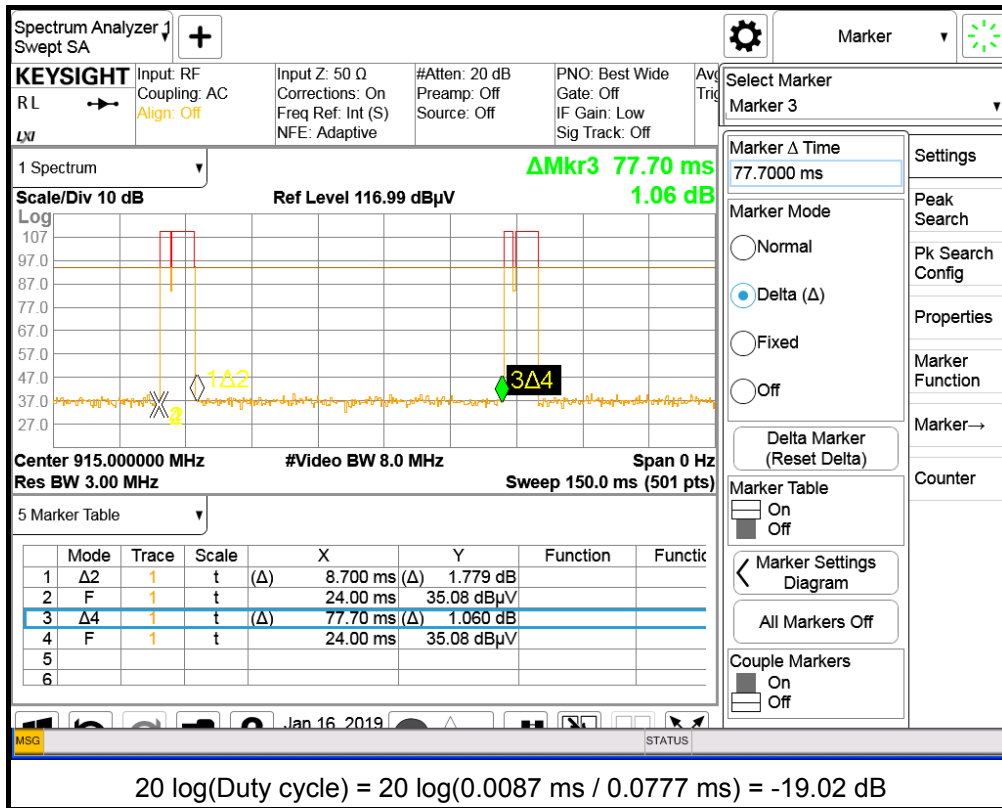 Spectrum Analyzer 1
Swept SA
+
Marker
KEYSIGHT
R L
LXI
Input: RF
Coupling: AC
Align: Off
Input Z: 50 Ω
Corrections: On
Freq Ref: Int (S)
NFE: Adaptive
#Atten: 20 dB
Preamp: Off
Source: Off
PNO: Best Wide
Gate: Off
IF Gain: Low
Sig Track: Off
Select Marker
Marker 3
1 Spectrum
ΔMkr3 77.70 ms
1.06 dB
Scale/Div 10 dB
Ref Level 116.99 dBµV
Log
107
97.0
87.0
77.0
67.0
57.0
47.0
37.0
27.0
1Δ2
3Δ4
Center 915.000000 MHz
#Video BW 8.0 MHz
Span 0 Hz
Res BW 3.00 MHz
Sweep 150.0 ms (501 pts)
5 Marker Table
Mode Trace Scale X Y Function
1 Δ2 1 t (Δ) 8.700 ms (Δ) 1.779 dB
2 F 1 t 24.00 ms 35.08 dBµV
3 Δ4 1 t (Δ) 77.70 ms (Δ) 1.060 dB
4 F 1 t 24.00 ms 35.08 dBµV
5
6
Marker Δ Time
77.7000 ms
Marker Mode
Normal
Delta (Δ)
Fixed
Off
Delta Marker
(Reset Delta)
Marker Table
On
Off
Marker Settings
Diagram
All Markers Off
Couple Markers
On
Off
Settings
Peak
Search
Pk Search
Config
Properties
Marker
Function
Marker→
Counter
Jan 16, 2019
MSG
STATUS
20 log(Duty cycle) = 20 log(0.0087 ms / 0.0777 ms) = -19.02 dB